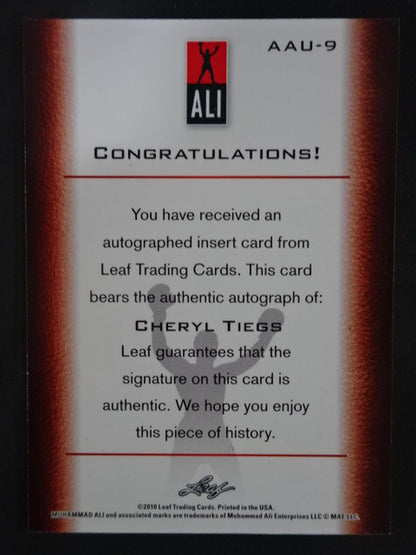 AAU-9
ALI
CONGRATULATIONS!
You have received an
autographed insert card from
Leaf Trading Cards. This card
bears the authentic autograph of:
CHERYL TIEGS
Leaf guarantees that the
signature on this card is
authentic. We hope you enjoy
this piece of history.
Leaf
©2010 Leaf Trading Cards. Printed in the USA.
MUHAMMAD ALI and associated marks are trademarks of Muhammad Ali Enterprises LLC © MAE LLC.